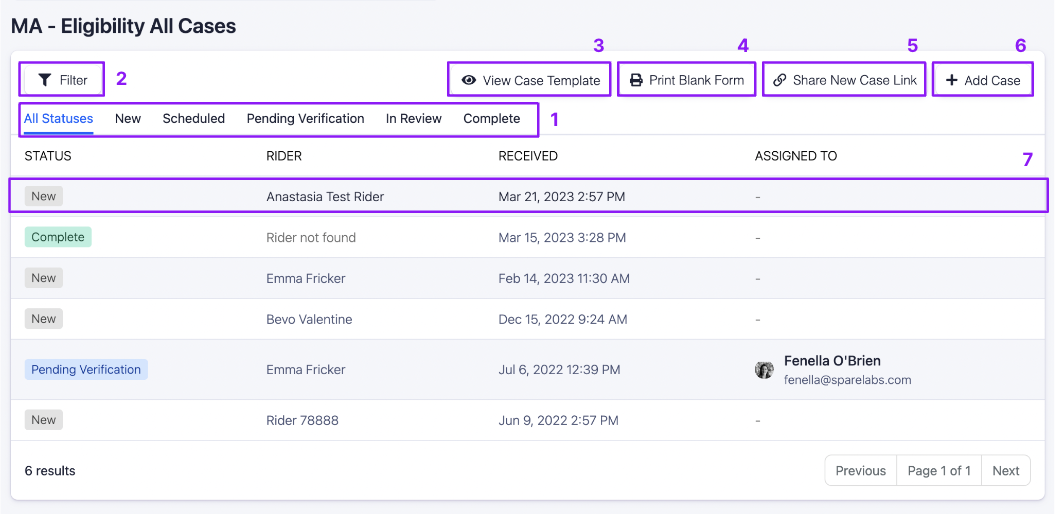 MA - Eligibility All Cases
3 4 5 6
Filter 2 View Case Template Print Blank Form Share New Case Link Add Case
All Statuses New Scheduled Pending Verification In Review Complete 1
STATUS RIDER RECEIVED ASSIGNED TO 7
New Anastasia Test Rider Mar 21, 2023 2:57 PM -
Complete Rider not found Mar 15, 2023 3:28 PM -
New Emma Fricker Feb 14, 2023 11:30 AM -
New Bevo Valentine Dec 15, 2022 9:24 AM -
Pending Verification Emma Fricker Jul 6, 2022 12:39 PM Fenella O'Brien
fenella@sparelabs.com
New Rider 78888 Jun 9, 2022 2:57 PM -
6 results Previous Page 1 of 1 Next